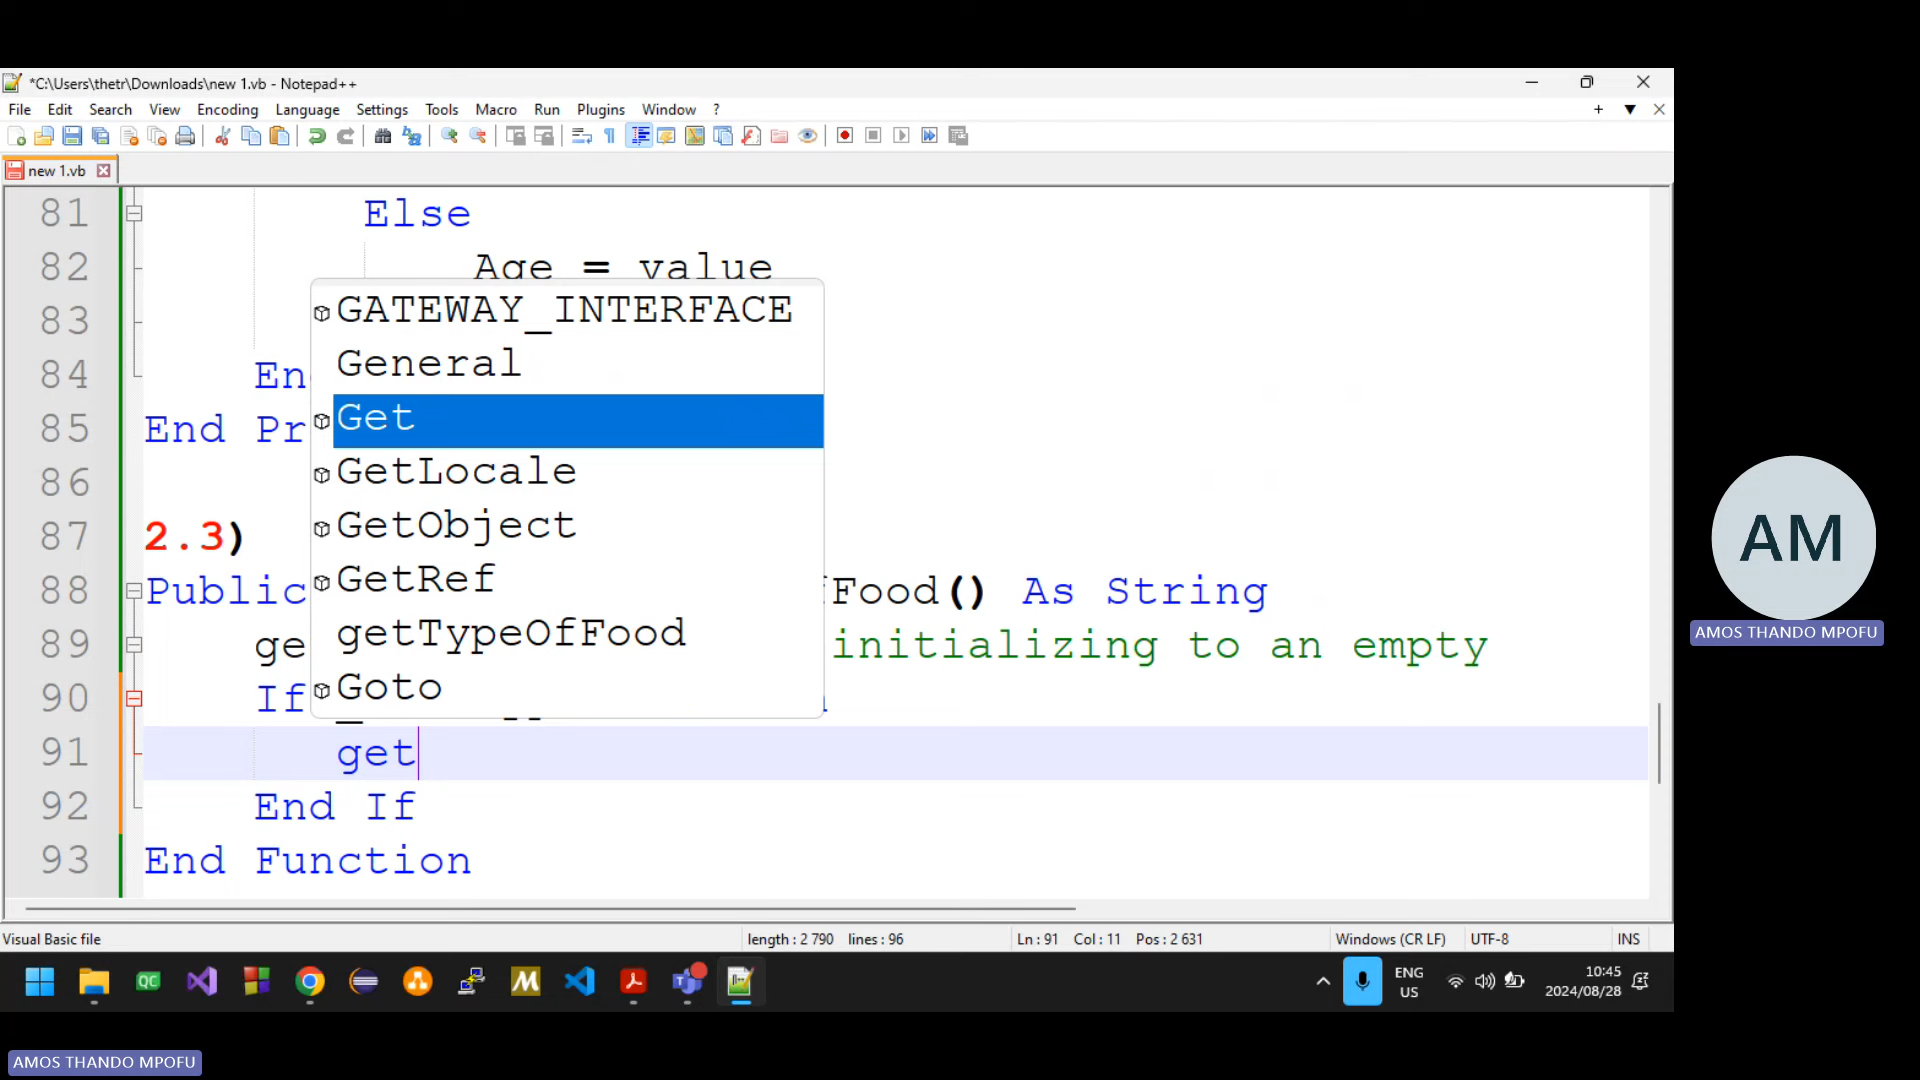 *C:\Users\thetr\Downloads\new 1.vb - Notepad++
File Edit Search View Encoding Language Settings Tools Macro Run Plugins Window ?
new 1.vb
81 Else
82 Age = value
83
84 En
85 End Pr
86
87 2.3)
88 Public fFood() As String
89 ge initializing to an empty
90 If
91 get
92 End If
93 End Function
GATEWAY_INTERFACE
General
Get
GetLocale
GetObject
GetRef
getTypeOfFood
Goto
Visual Basic file length : 2 790 lines : 96 Ln : 91 Col : 11 Pos : 2 631 Windows (CR LF) UTF-8 INS
QC
ENG
US
10:45
2024/08/28
AM
AMOS THANDO MPOFU
AMOS THANDO MPOFU